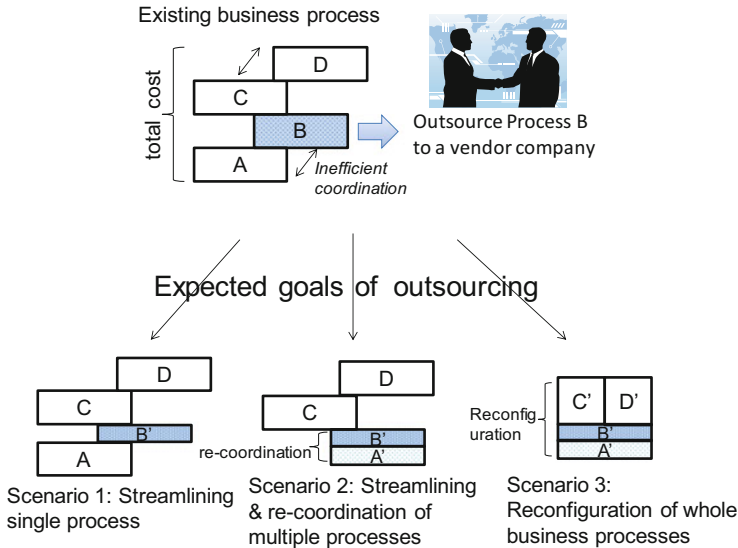 Existing business process
D
C
total cost
B
A
Inefficient
coordination
Outsource Process B
to a vendor company
Expected goals of outsourcing
D
C
B'
A
Scenario 1: Streamlining
single process
D
C
re-coordination
B'
A'
Scenario 2: Streamlining
& re-coordination of
multiple processes
Reconfig
uration
C' D'
B'
A'
Scenario 3:
Reconfiguration of whole
business processes